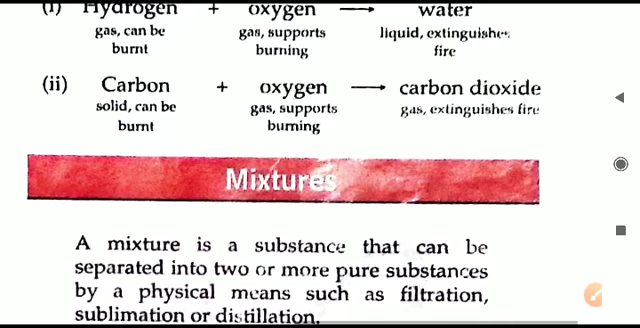 (i) Hydrogen + oxygen → water
gas, can be burnt gas, supports burning liquid, extinguishes fire
(ii) Carbon + oxygen → carbon dioxide
solid, can be burnt gas, supports burning gas, extinguishes fire
Mixtures
A mixture is a substance that can be
separated into two or more pure substances
by a physical means such as filtration,
sublimation or distillation.